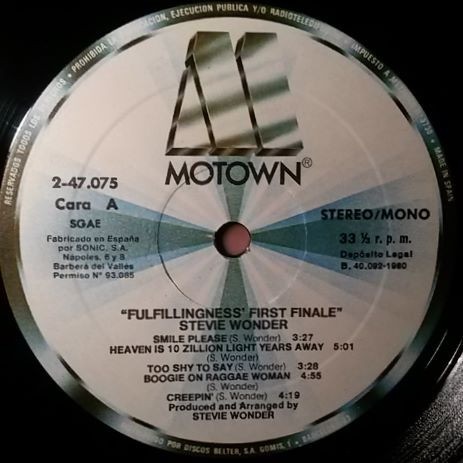 EJECUCION PUBLICA Y/O RADIOTELEDIF
MOTOWN®
2-47.075
Cara A
SGAE
Fabricado en España
por SONIC, S.A.
Nápoles, 6 y 8
Barberá del Vallés
Permiso Nº 93.085
STEREO/MONO
33 ⅓ r. p. m.
Depósito Legal
B. 40.092-1980
"FULFILLINGNESS' FIRST FINALE"
STEVIE WONDER
SMILE PLEASE (S. Wonder) 3:27
HEAVEN IS 10 ZILLION LIGHT YEARS AWAY 5:01
(S. Wonder)
TOO SHY TO SAY (S. Wonder) 3:28
BOOGIE ON RAGGAE WOMAN 4:55
(S. Wonder)
CREEPIN' (S. Wonder) 4:19
Produced and Arranged by
STEVIE WONDER
MADE IN SPAIN
RESERVADOS TODOS LOS
PROHIBIDA
IMPUESTO A
POR DISCOS BELTER, S.A. GOMIS, 1